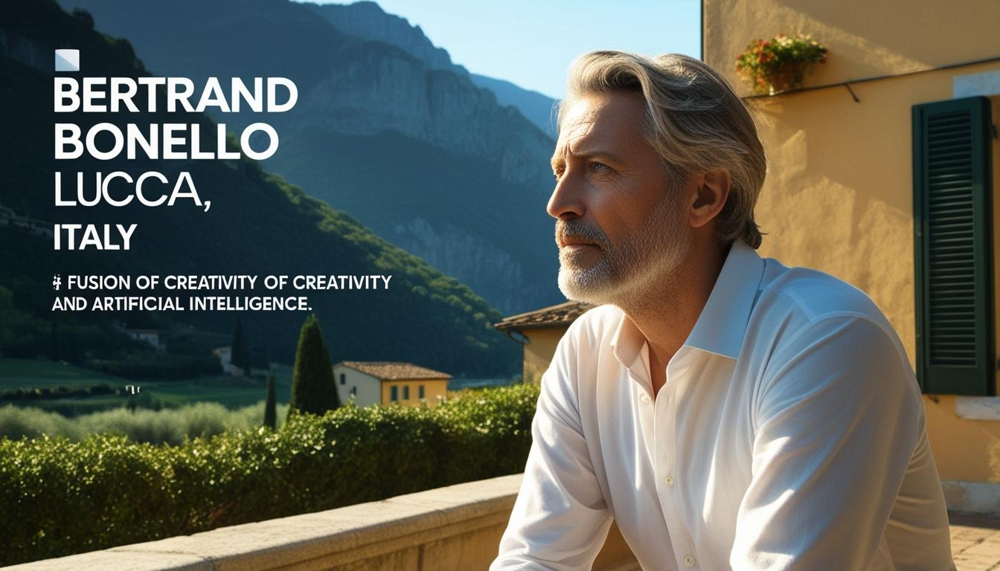 BERTRAND
BONELLO
LUCCA,
ITALY
FUSION OF CREATIVITY OF CREATIVITY
AND ARTIFICIAL INTELLIGENCE.